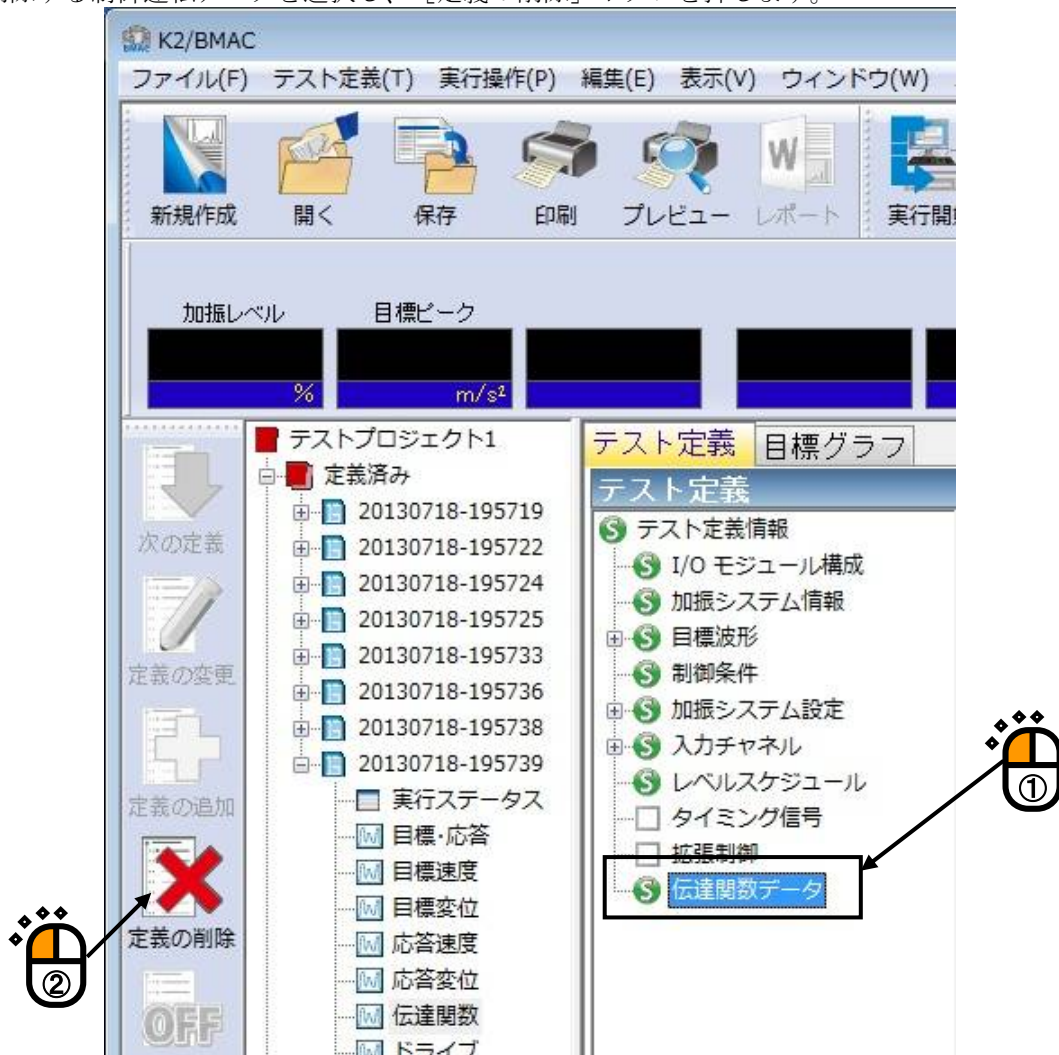 K2/BMAC
ファイル(F) テスト定義(T) 実行操作(P) 編集(E) 表示(V) ウィンドウ(W)
新規作成 開く 保存 印刷 プレビュー レポート 実行開
加振レベル 目標ピーク
% m/s²
次の定義
定義の変更
定義の追加
定義の削除
OFF
テストプロジェクト1
定義済み
20130718-195719
20130718-195722
20130718-195724
20130718-195725
20130718-195733
20130718-195736
20130718-195738
20130718-195739
実行ステータス
目標・応答
目標速度
目標変位
応答速度
応答変位
伝達関数
ドライブ
テスト定義 目標グラフ
テスト定義
テスト定義情報
I/O モジュール構成
加振システム情報
目標波形
制御条件
加振システム設定
入力チャネル
レベルスケジュール
タイミング信号
拡張制御
伝達関数データ
①
②